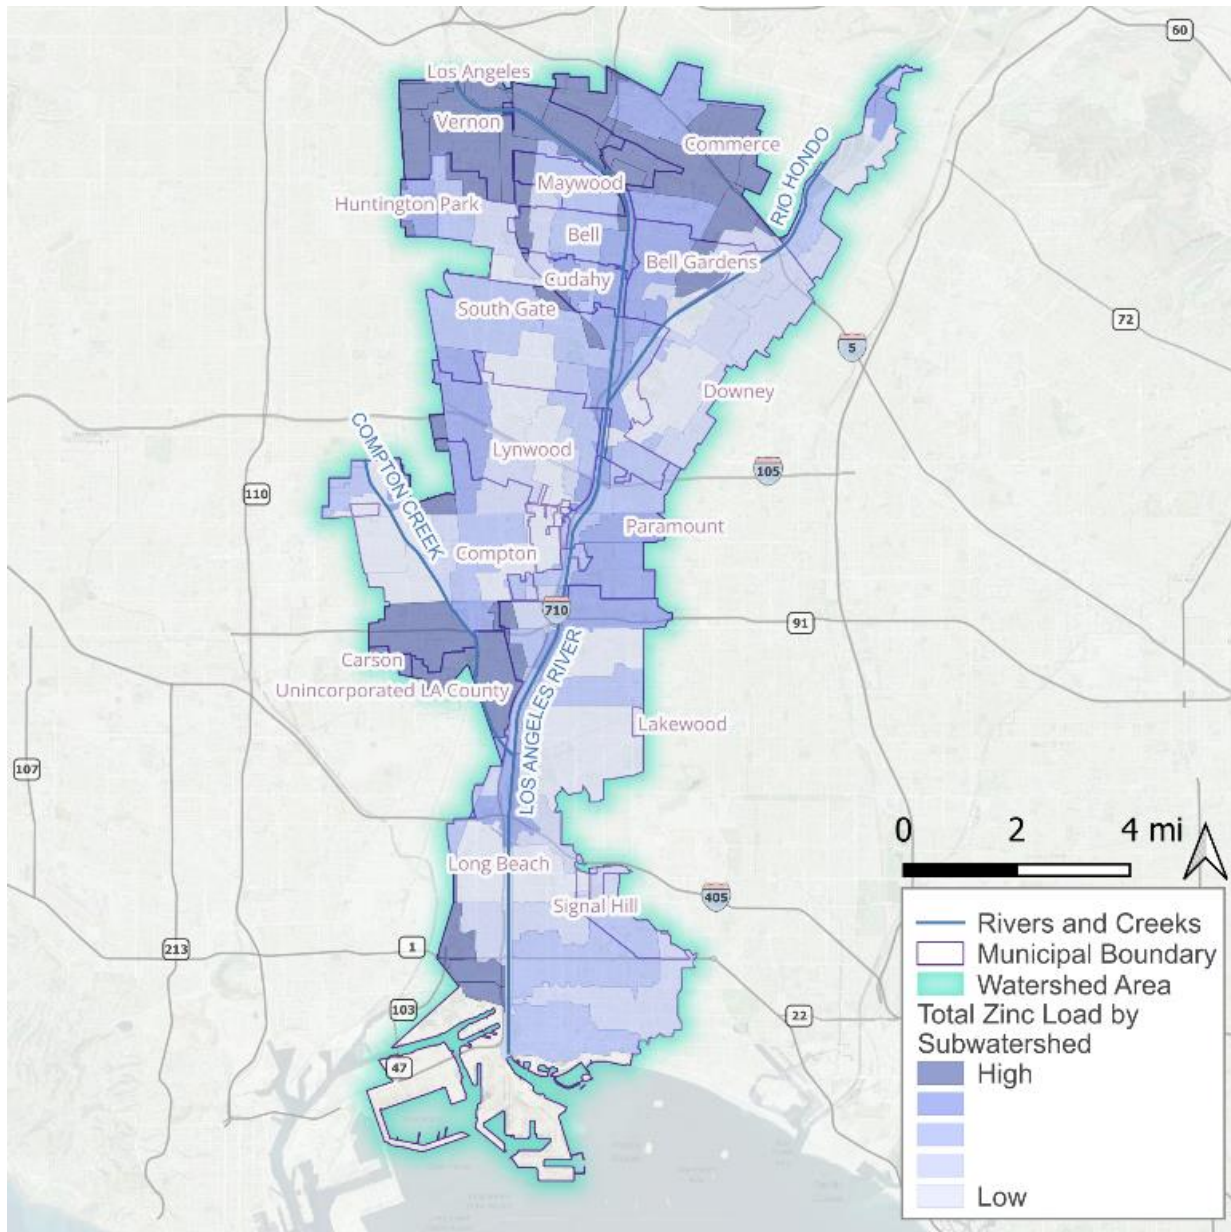 60
Los Angeles
Vernon
Commerce
RIO HONDO
Maywood
Huntington Park
Bell
Bell Gardens
Cudahy
South Gate
72
5
Downey
COMPTON CREEK
Lynwood
105
110
Paramount
Compton
710
91
Carson
Unincorporated LA County
LOS ANGELES RIVER
Lakewood
107
0 2 4 mi
Long Beach
Signal Hill
405
213
1
103
22
47
Rivers and Creeks
Municipal Boundary
Watershed Area
Total Zinc Load by
Subwatershed
High
Low